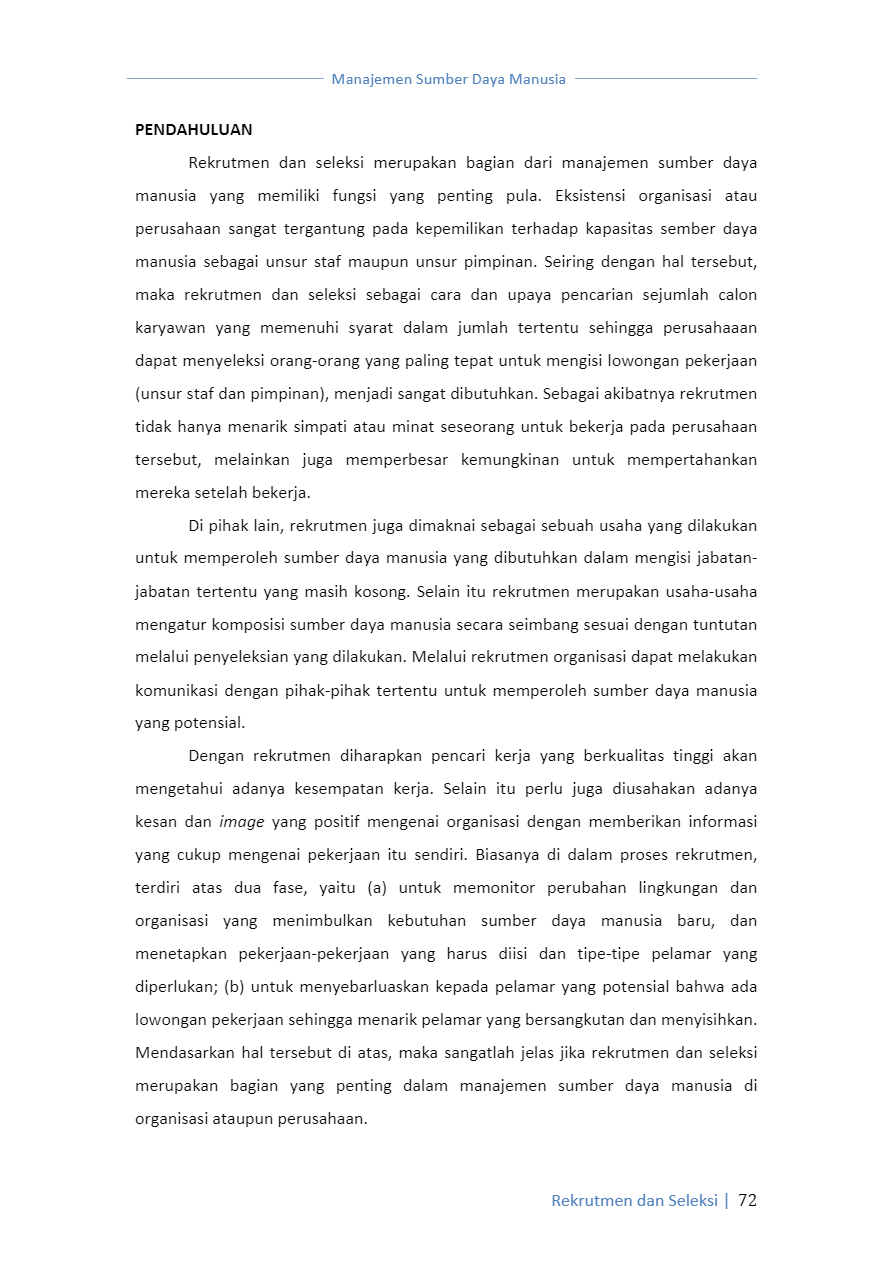 Manajemen Sumber Daya Manusia
PENDAHULUAN
Rekrutmen dan seleksi merupakan bagian dari manajemen sumber daya
manusia yang memiliki fungsi yang penting pula. Eksistensi organisasi atau
perusahaan sangat tergantung pada kepemilikan terhadap kapasitas sember daya
manusia sebagai unsur staf maupun unsur pimpinan. Seiring dengan hal tersebut,
maka rekrutmen dan seleksi sebagai cara dan upaya pencarian sejumlah calon
karyawan yang memenuhi syarat dalam jumlah tertentu sehingga perusahaaan
dapat menyeleksi orang-orang yang paling tepat untuk mengisi lowongan pekerjaan
(unsur staf dan pimpinan), menjadi sangat dibutuhkan. Sebagai akibatnya rekrutmen
tidak hanya menarik simpati atau minat seseorang untuk bekerja pada perusahaan
tersebut, melainkan juga memperbesar kemungkinan untuk mempertahankan
mereka setelah bekerja.
Di pihak lain, rekrutmen juga dimaknai sebagai sebuah usaha yang dilakukan
untuk memperoleh sumber daya manusia yang dibutuhkan dalam mengisi jabatan-
jabatan tertentu yang masih kosong. Selain itu rekrutmen merupakan usaha-usaha
mengatur komposisi sumber daya manusia secara seimbang sesuai dengan tuntutan
melalui penyeleksian yang dilakukan. Melalui rekrutmen organisasi dapat melakukan
komunikasi dengan pihak-pihak tertentu untuk memperoleh sumber daya manusia
yang potensial.
Dengan rekrutmen diharapkan pencari kerja yang berkualitas tinggi akan
mengetahui adanya kesempatan kerja. Selain itu perlu juga diusahakan adanya
kesan dan image yang positif mengenai organisasi dengan memberikan informasi
yang cukup mengenai pekerjaan itu sendiri. Biasanya di dalam proses rekrutmen,
terdiri atas dua fase, yaitu (a) untuk memonitor perubahan lingkungan dan
organisasi yang menimbulkan kebutuhan sumber daya manusia baru, dan
menetapkan pekerjaan-pekerjaan yang harus diisi dan tipe-tipe pelamar yang
diperlukan; (b) untuk menyebarluaskan kepada pelamar yang potensial bahwa ada
lowongan pekerjaan sehingga menarik pelamar yang bersangkutan dan menyisihkan.
Mendasarkan hal tersebut di atas, maka sangatlah jelas jika rekrutmen dan seleksi
merupakan bagian yang penting dalam manajemen sumber daya manusia di
organisasi ataupun perusahaan.
Rekrutmen dan Seleksi | 72